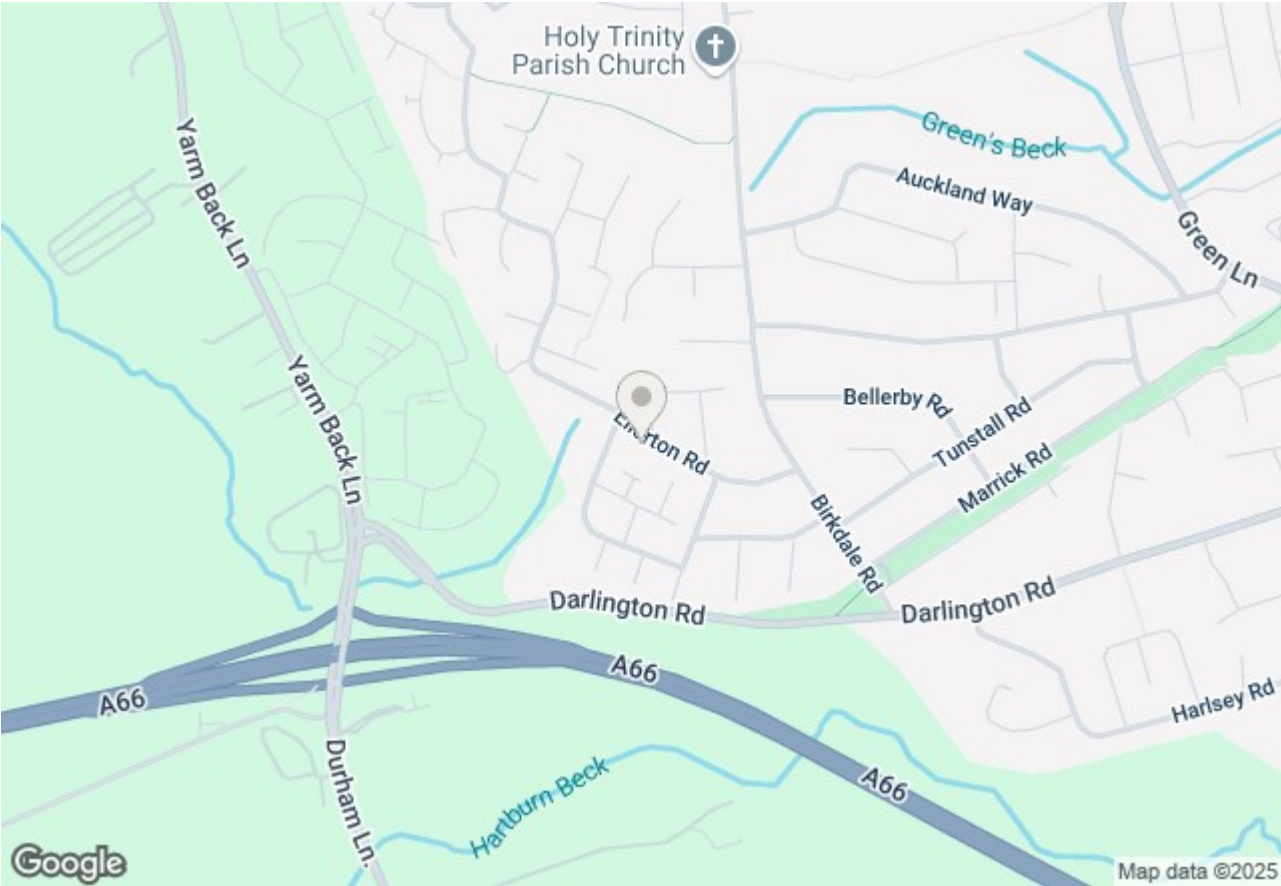 Holy Trinity
Parish Church
Green's Beck
Yarm Back Ln
Auckland Way
Green Ln
Yarm Back Ln
Bellerby Rd
Tunstall Rd
Rd
Marrick Rd
Birkdale Rd
Darlington Rd
Darlington Rd
A66
A66
Harlsey Rd
Durham Ln.
Hartburn Beck
A66
Google
Map data ©2025